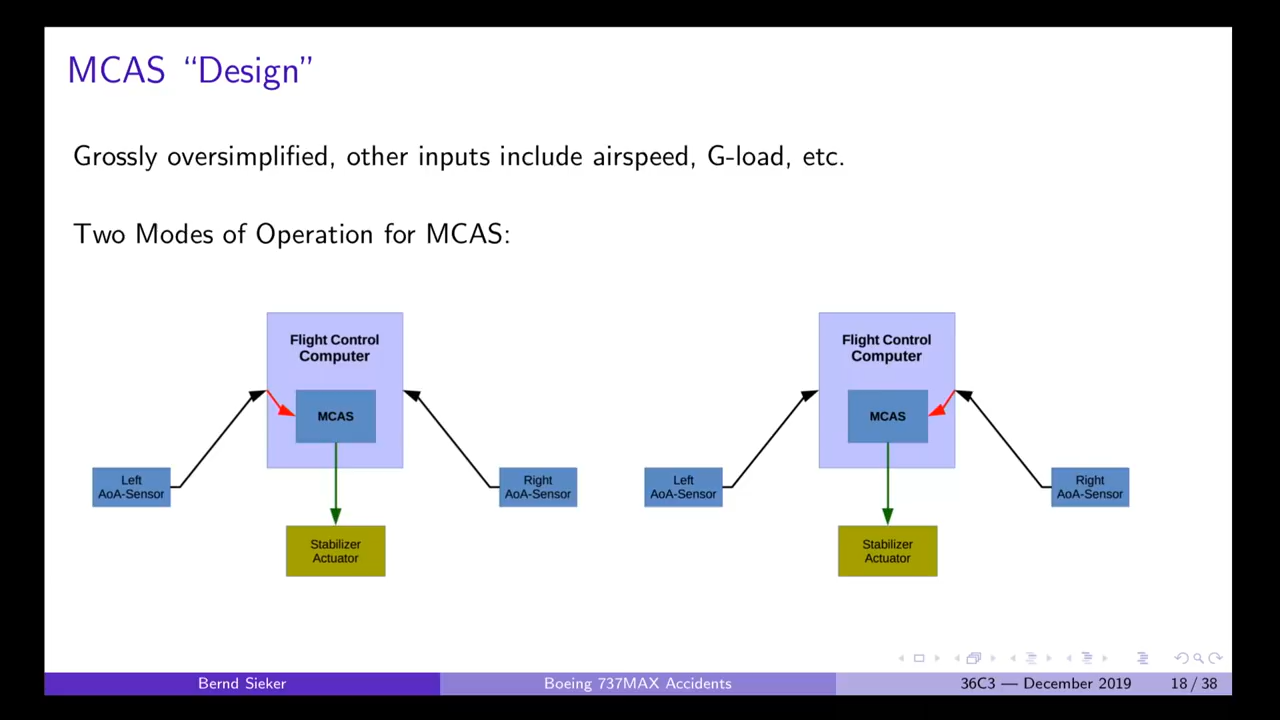 MCAS “Design”
Grossly oversimplified, other inputs include airspeed, G-load, etc.
Two Modes of Operation for MCAS:
Flight Control
Computer
MCAS
Left
AoA-Sensor
Right
AoA-Sensor
Stabilizer
Actuator
Flight Control
Computer
MCAS
Left
AoA-Sensor
Right
AoA-Sensor
Stabilizer
Actuator
Bernd Sieker
Boeing 737MAX Accidents
36C3 — December 2019
18 / 38